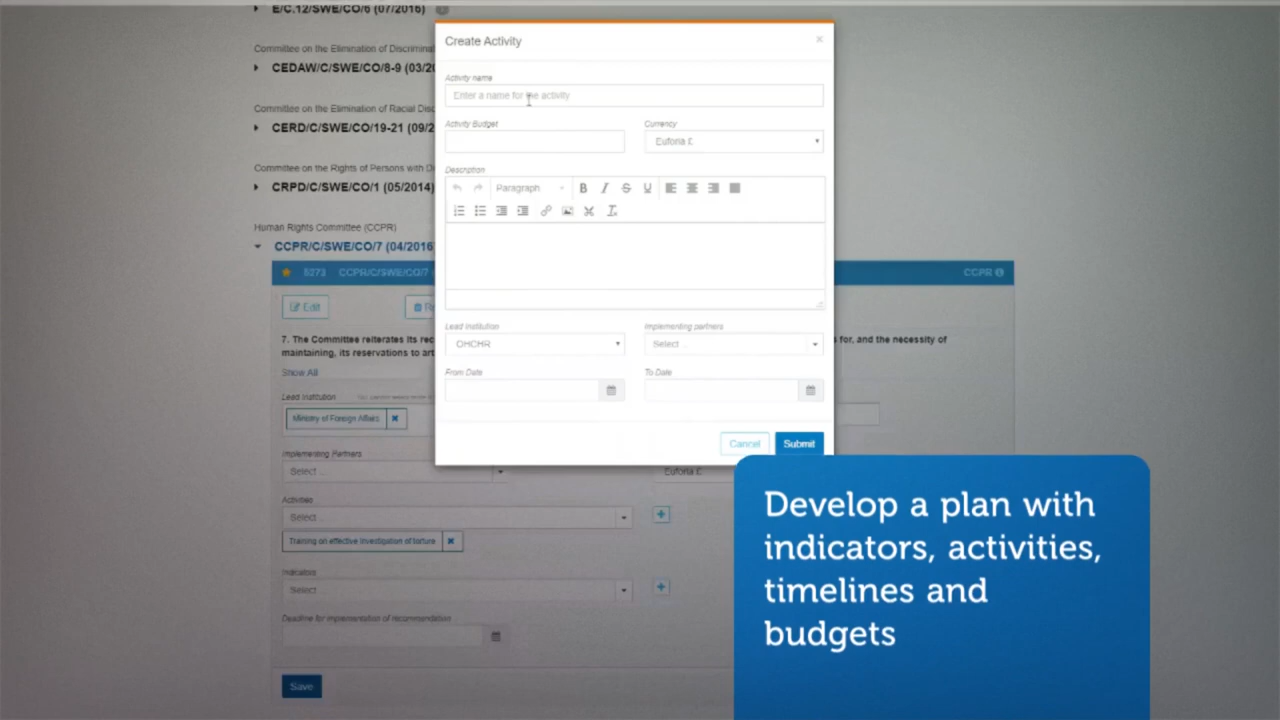 E/C.12/SWE/CO/6 (07/2016)
Committee on the Elimination of Discriminat
CEDAW/C/SWE/CO/8-9 (03/20
Committee on the Elimination of Racial Disc
CERD/C/SWE/CO/19-21 (09/2
Committee on the Rights of Persons with Di
CRPD/C/SWE/CO/1 (05/2014)
Human Rights Committee (CCPR)
CCPR/C/SWE/CO/7 (04/2016
5273 CCPR/C/SWE/CO/7 CCPR
Edit
7. The Committee reiterates its rec for, and the necessity of
maintaining, its reservations to art
Show All
Lead Institution
Ministry of Foreign Affairs
Implementing Partners
Select ...
Euforia £
Activities
Select ...
Training on effective investigation of torture
Indicators
Select
Deadline for implementation of recommendation
Save
Create Activity
×
Activity name
Enter a name for the activity
Activity Budget Currency
Euforia £
Description
Paragraph B I S U
Lead Institution Implementing partners
OHCHR Select ...
From Date To Date
Cancel Submit
Develop a plan with
indicators, activities,
timelines and
budgets